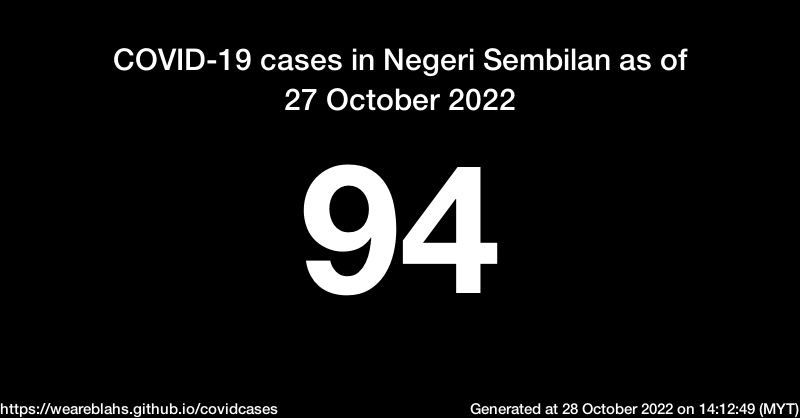 COVID-19 cases in Negeri Sembilan as of
27 October 2022
94
https://weareblahs.github.io/covidcases
Generated at 28 October 2022 on 14:12:49 (MYT)